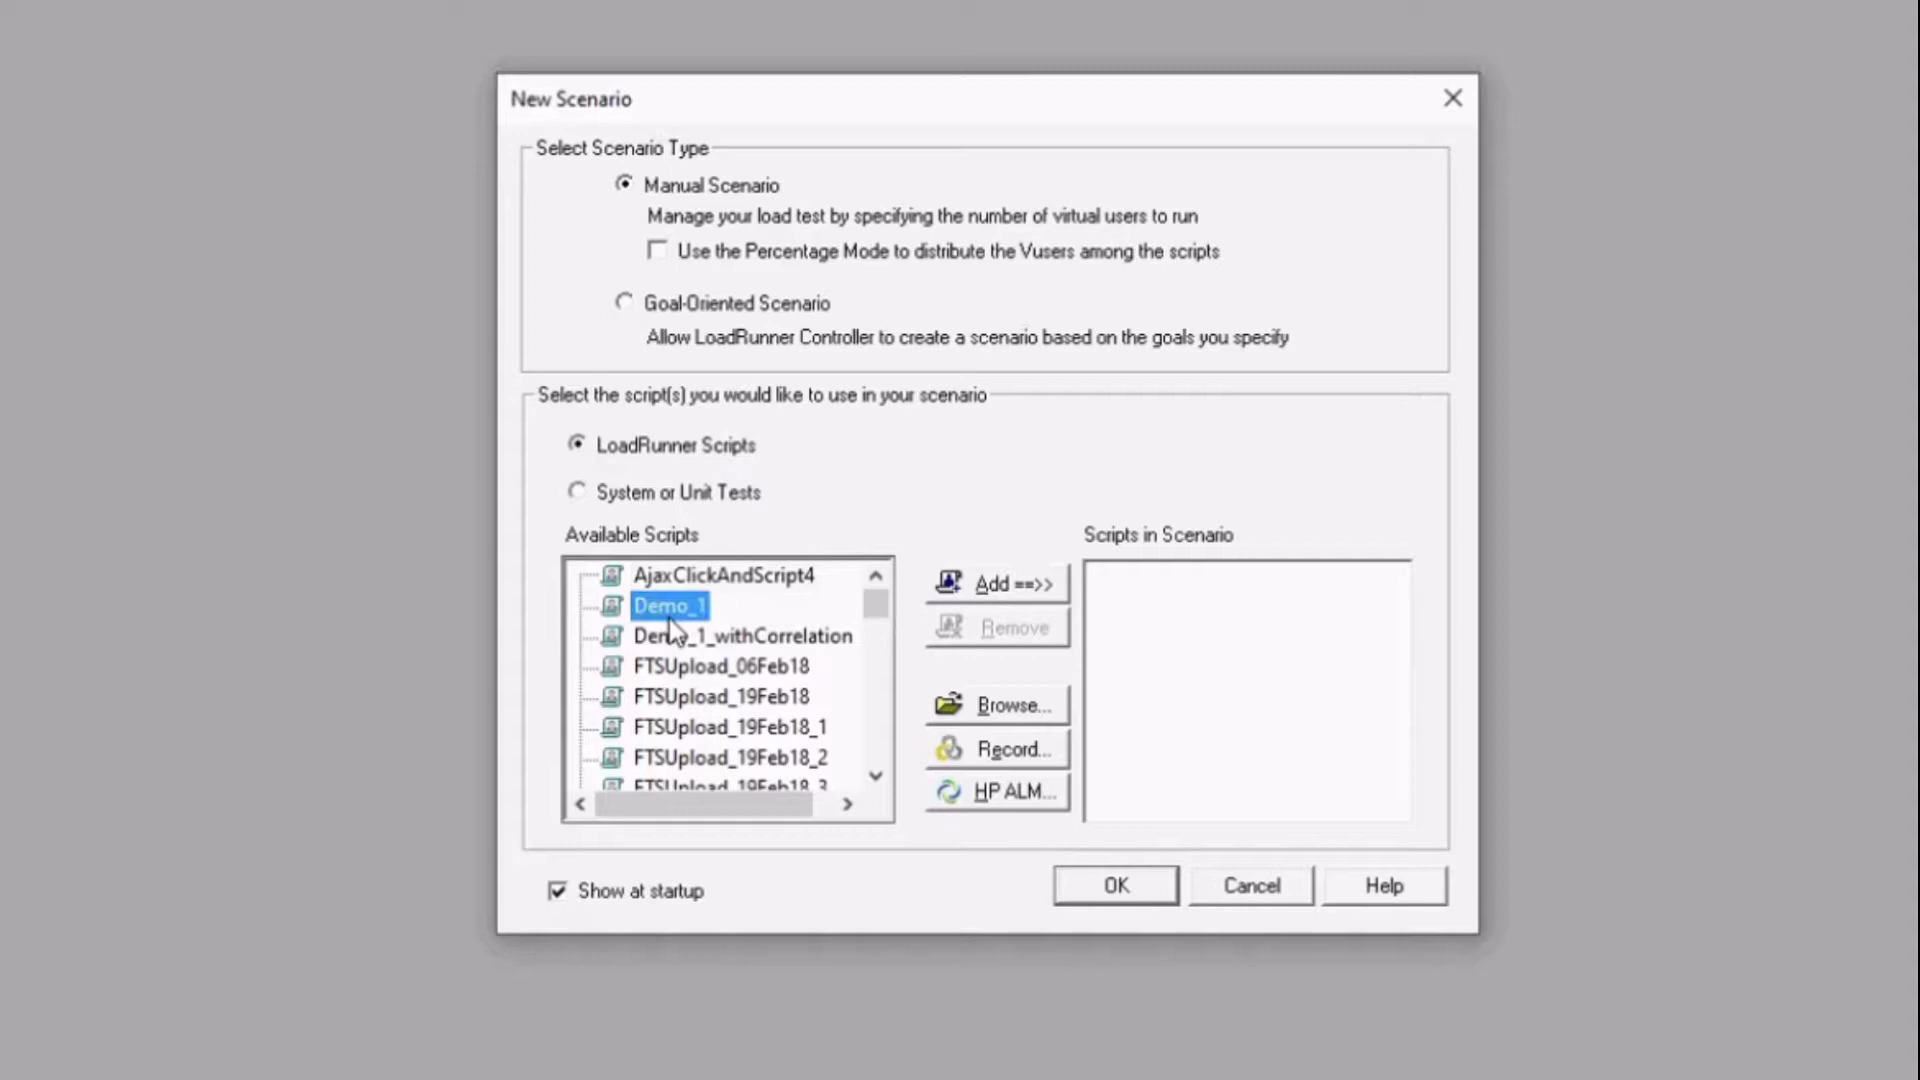 New Scenario
Select Scenario Type
Manual Scenario
Manage your load test by specifying the number of virtual users to run
Use the Percentage Mode to distribute the Vusers among the scripts
Goal-Oriented Scenario
Allow LoadRunner Controller to create a scenario based on the goals you specify
Select the script(s) you would like to use in your scenario
LoadRunner Scripts
System or Unit Tests
Available Scripts
Scripts in Scenario
AjaxClickAndScript4
Demo_1
Demo_1_withCorrelation
FTSUpload_06Feb18
FTSUpload_19Feb18
FTSUpload_19Feb18_1
FTSUpload_19Feb18_2
FTSUpload_19Feb18_3
Add ==>>
Remove
Browse...
Record...
HP ALM...
Show at startup
OK
Cancel
Help